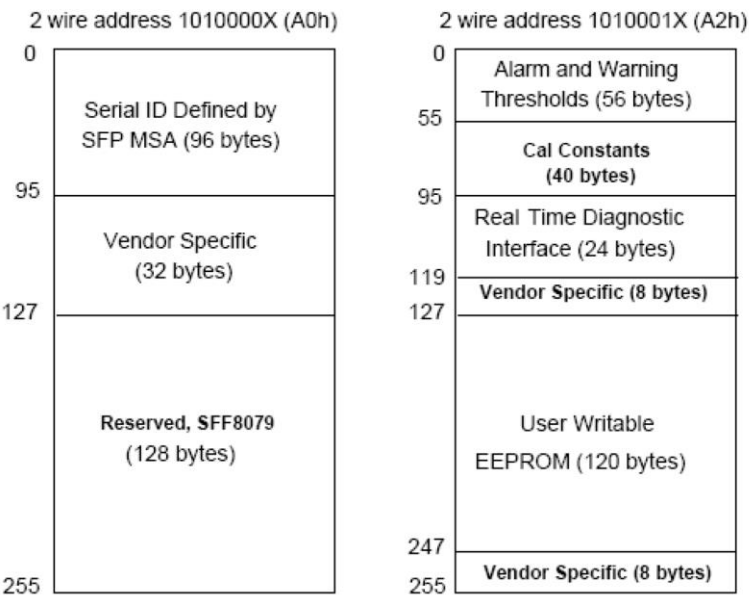 2 wire address 1010000X (A0h)
0
Serial ID Defined by
SFP MSA (96 bytes)
95
Vendor Specific
(32 bytes)
127
Reserved, SFF8079
(128 bytes)
255
2 wire address 1010001X (A2h)
0
Alarm and Warning
Thresholds (56 bytes)
55
Cal Constants
(40 bytes)
95
Real Time Diagnostic
Interface (24 bytes)
119
Vendor Specific (8 bytes)
127
User Writable
EEPROM (120 bytes)
247
Vendor Specific (8 bytes)
255